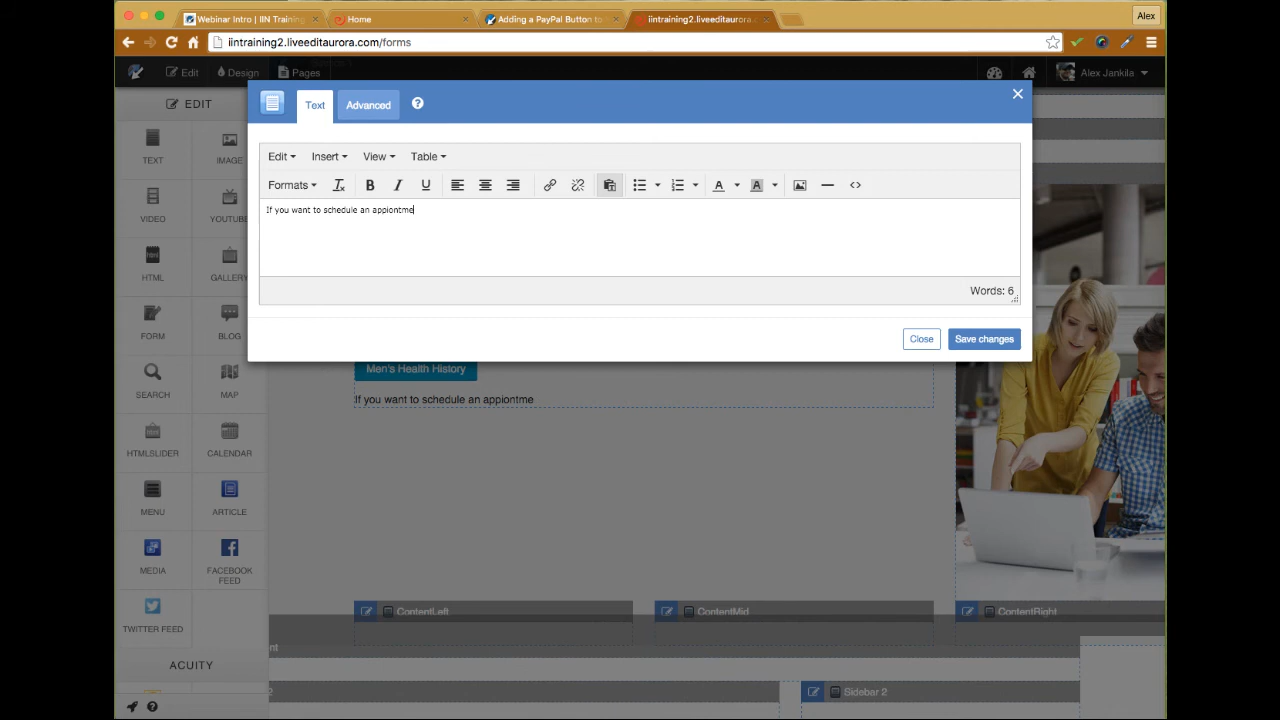 Webinar Intro | IIN Training
Home
Adding a PayPal Button to
iintraining2.liveeditaurora.
Alex
iintraining2.liveeditaurora.com/forms
Edit
Design
Pages
Alex Jankila
EDIT
TEXT
IMAGE
VIDEO
YOUTUBE
HTML
GALLERY
FORM
BLOG
SEARCH
MAP
HTMLSLIDER
CALENDAR
MENU
ARTICLE
MEDIA
FACEBOOK
FEED
TWITTER FEED
ACUITY
Text
Advanced
Edit
Insert
View
Table
Formats
If you want to schedule an appiontme
Words: 6
Close
Save changes
Men's Health History
If you want to schedule an appiontme
ContentLeft
ContentMid
ContentRight
nt
2
Sidebar 2